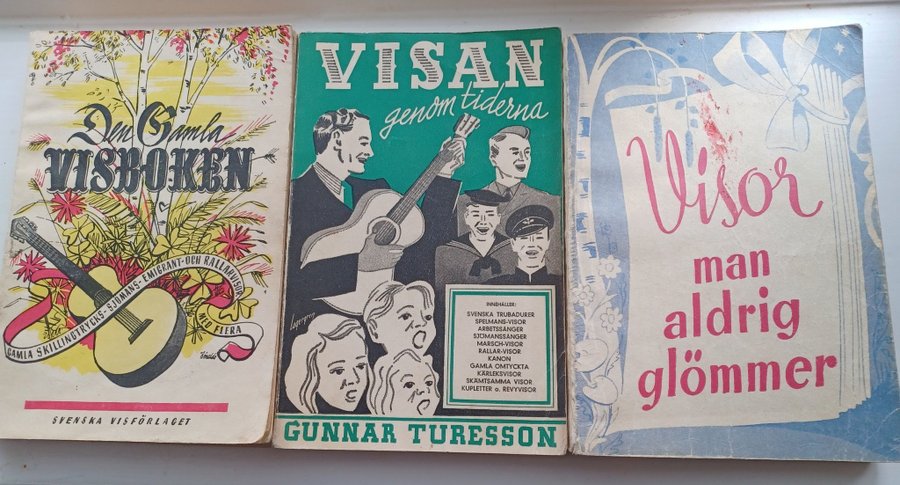 Den Gamla
VISBOKEN
GAMLA SKILLINGTRYCKS- SJÖMANS- EMIGRANT- OCH RALLARVISOR
MED FLERA
SVENSKA VISFÖRLAGET
VISAN
genom tiderna
Lagergren
INNEHÅLLER:
SVENSKA TRUBADURER
SPELMANS-VISOR
ARBETSSÅNGER
SJÖMANSSÅNGER
MARSCH-VISOR
RALLAR-VISOR
KANON
GAMLA OMTYCKTA
KÄRLEKSVISOR
SKÄMTSAMMA VISOR
KUPLETTER o. REVYVISOR
GUNNAR TURESSON
Visor
man
aldrig
glömmer